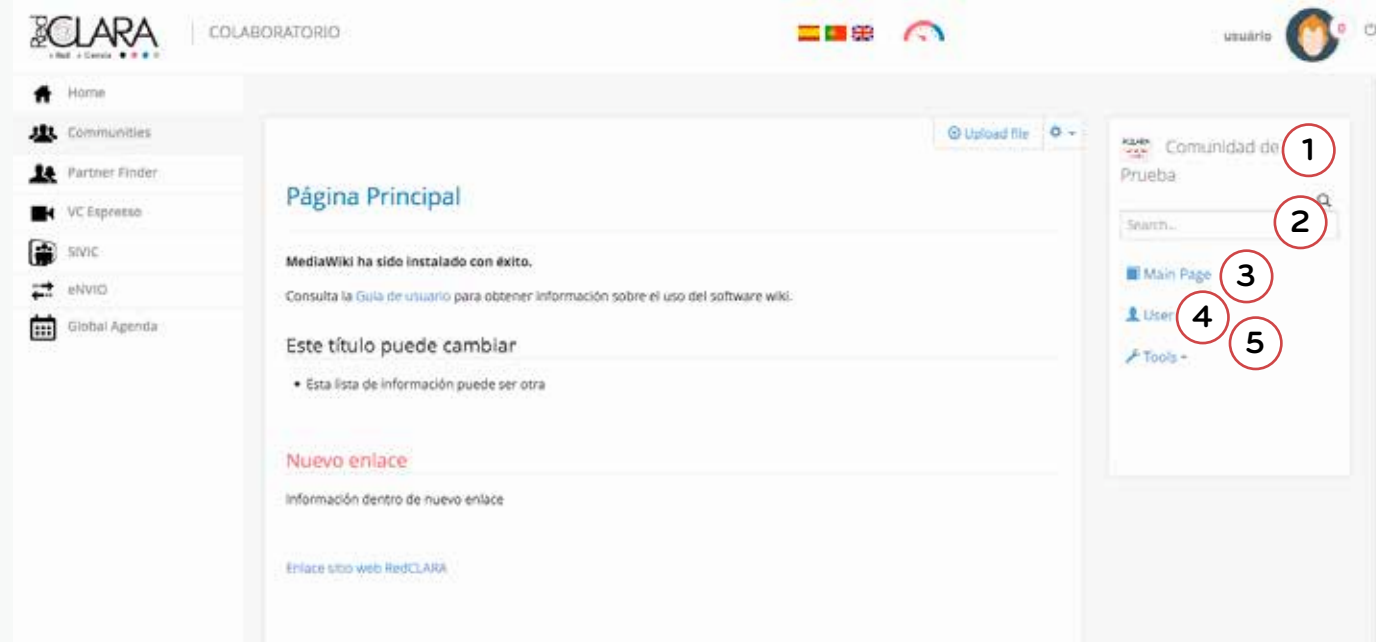 RedCLARA
COLABORATORIO
usuário
0
Home
Communities
Partner Finder
VC Espresso
SIVIC
eNVIO
Global Agenda
Upload file
Página Principal
MediaWiki ha sido instalado con éxito.
Consulta la Guía de usuario para obtener información sobre el uso del software wiki.
Este título puede cambiar
• Esta lista de información puede ser otra
Nuevo enlace
Información dentro de nuevo enlace
Enlace sitio web RedCLARA
Comunidad de
Prueba
1
Search...
2
Main Page
3
User
4
5
Tools